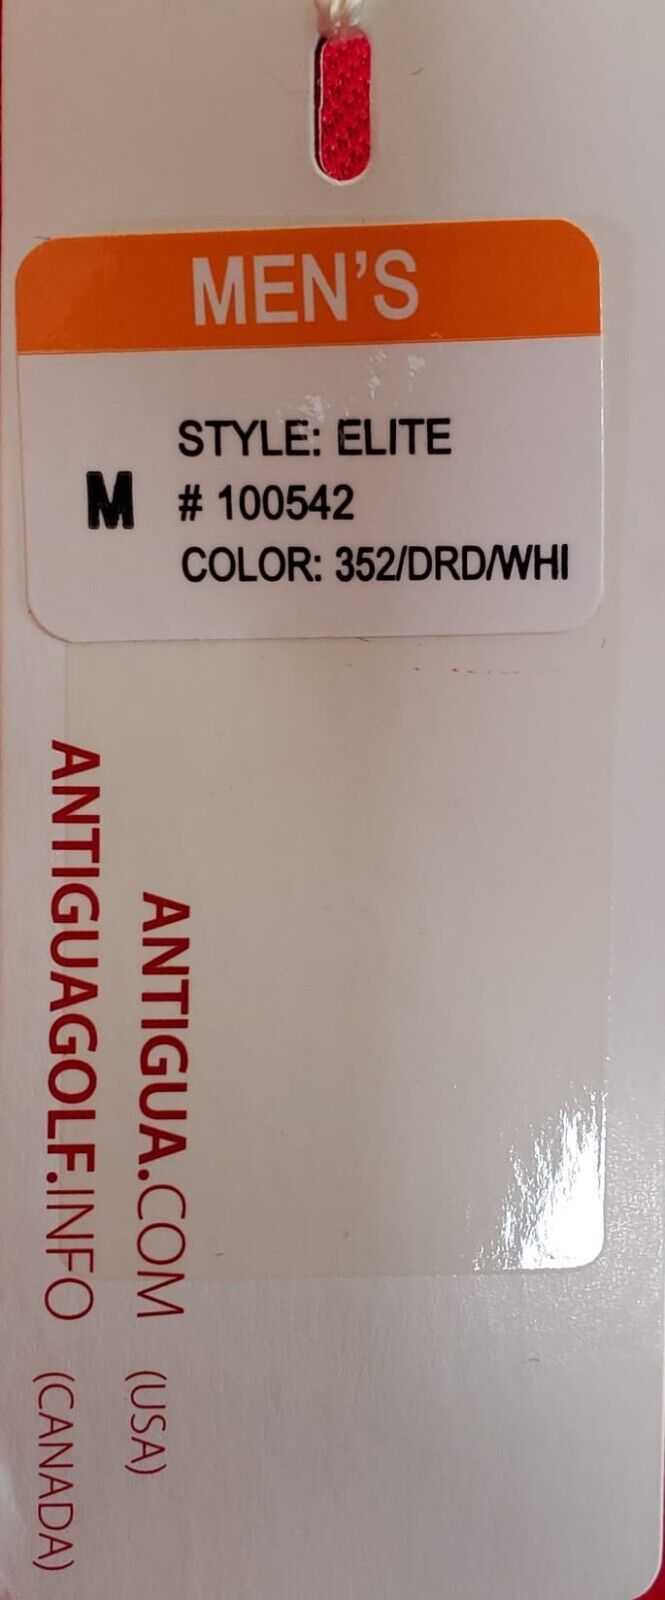 MEN'S
STYLE: ELITE
M # 100542
COLOR: 352/DRD/WHI
ANTIGUA.COM (USA)
ANTIGUAGOLF.INFO (CANADA)